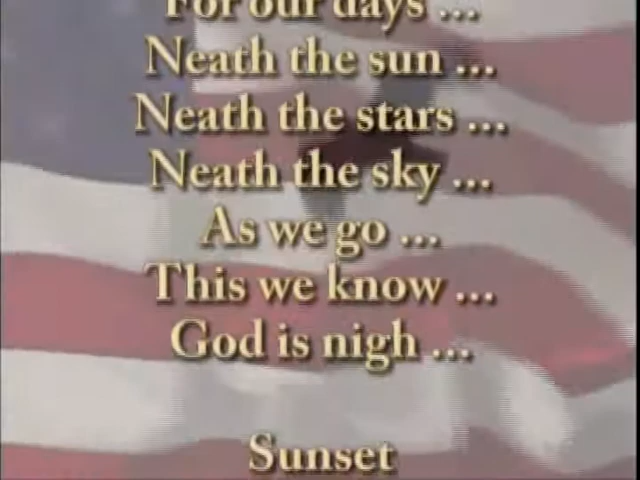 For our days ...
Neath the sun ...
Neath the stars ...
Neath the sky ...
As we go ...
This we know ...
God is nigh ...
Sunset